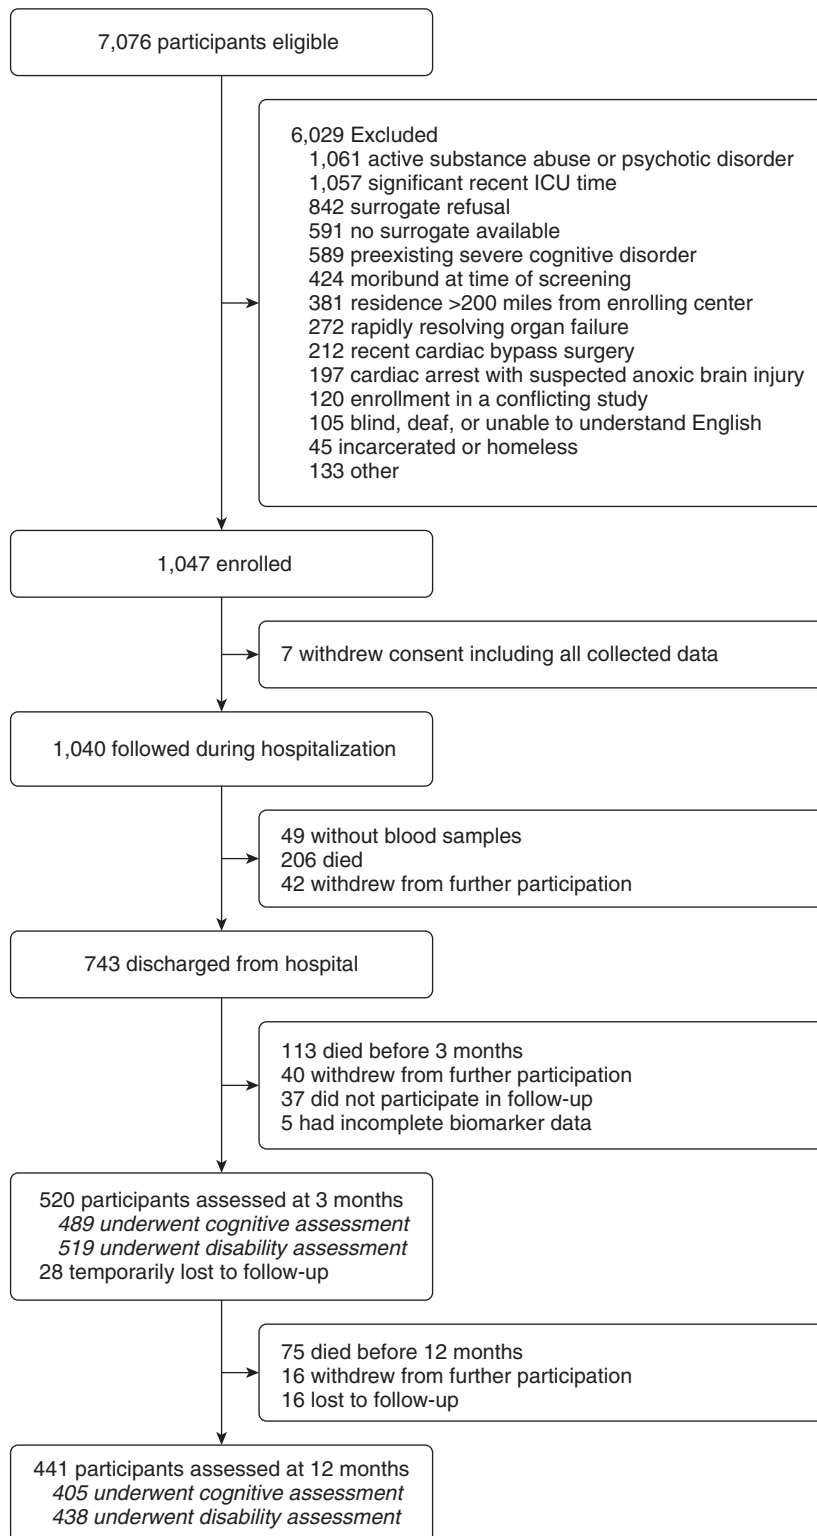 7,076 participants eligible
6,029 Excluded
1,061 active substance abuse or psychotic disorder
1,057 significant recent ICU time
842 surrogate refusal
591 no surrogate available
589 preexisting severe cognitive disorder
424 moribund at time of screening
381 residence >200 miles from enrolling center
272 rapidly resolving organ failure
212 recent cardiac bypass surgery
197 cardiac arrest with suspected anoxic brain injury
120 enrollment in a conflicting study
105 blind, deaf, or unable to understand English
45 incarcerated or homeless
133 other
1,047 enrolled
7 withdrew consent including all collected data
1,040 followed during hospitalization
49 without blood samples
206 died
42 withdrew from further participation
743 discharged from hospital
113 died before 3 months
40 withdrew from further participation
37 did not participate in follow-up
5 had incomplete biomarker data
520 participants assessed at 3 months
489 underwent cognitive assessment
519 underwent disability assessment
28 temporarily lost to follow-up
75 died before 12 months
16 withdrew from further participation
16 lost to follow-up
441 participants assessed at 12 months
405 underwent cognitive assessment
438 underwent disability assessment